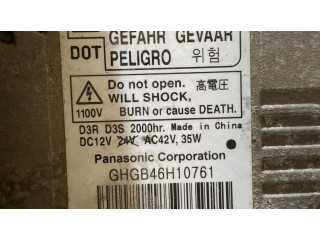 GEFAHR GEVAAR
DOT PELIGRO 위험
Do not open. 高電圧
WILL SHOCK,
1100V BURN or cause DEATH.
D3R D3S 2000hr. Made in China
DC12V 24V AC42V, 35W
Panasonic Corporation
GHGB46H10761